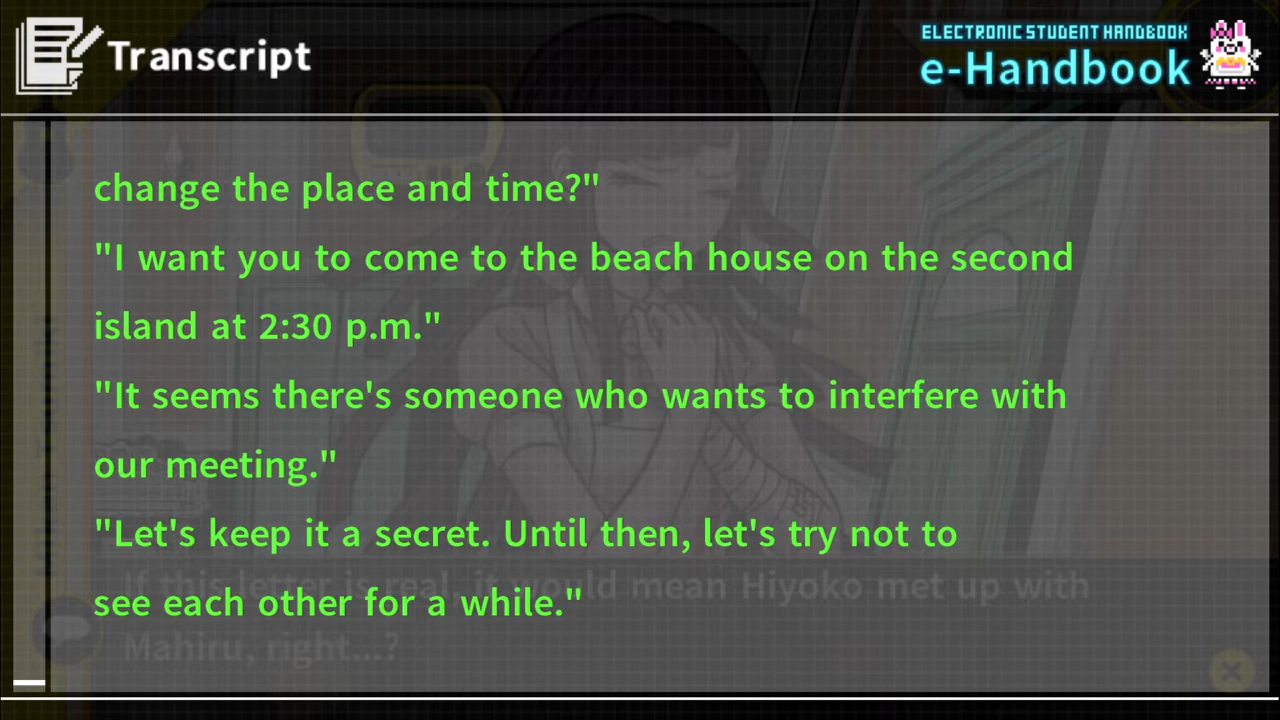 Transcript
ELECTRONIC STUDENT HANDBOOK
e-Handbook
change the place and time?"
"I want you to come to the beach house on the second
island at 2:30 p.m."
"It seems there's someone who wants to interfere with
our meeting."
"Let's keep it a secret. Until then, let's try not to
If this letter is real, it would mean Hiyoko met up with
see each other for a while."
Mahiru, right...?